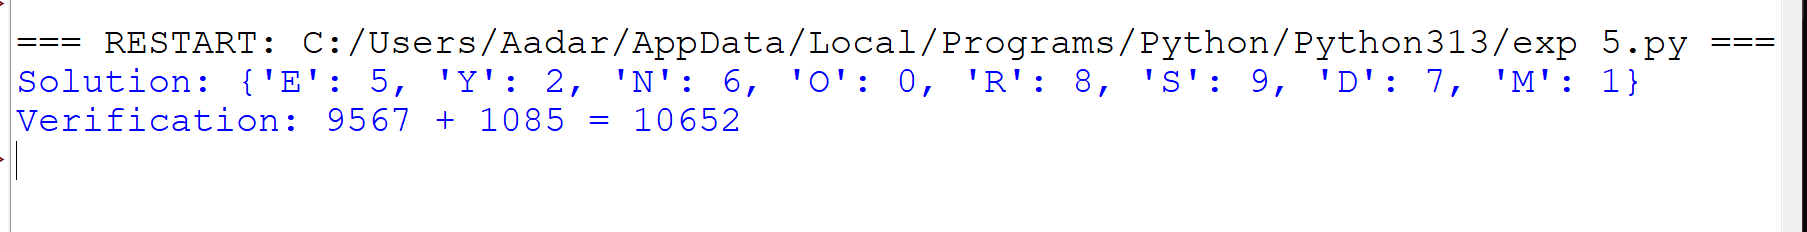 === RESTART: C:/Users/Aadar/AppData/Local/Programs/Python/Python313/exp 5.py ===
Solution: {'E': 5, 'Y': 2, 'N': 6, 'O': 0, 'R': 8, 'S': 9, 'D': 7, 'M': 1}
Verification: 9567 + 1085 = 10652